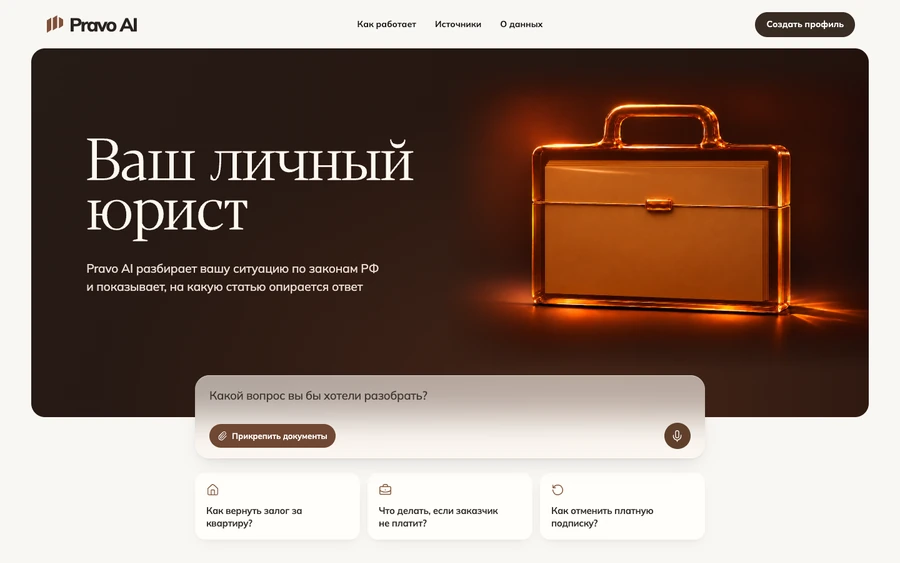 Pravo AI
Как работает
Источники
О данных
Создать профиль
Ваш личный
юрист
Pravo AI разбирает вашу ситуацию по законам РФ
и показывает, на какую статью опирается ответ
Какой вопрос вы бы хотели разобрать?
Прикрепить документы
Как вернуть залог за
квартиру?
Что делать, если заказчик
не платит?
Как отменить платную
подписку?